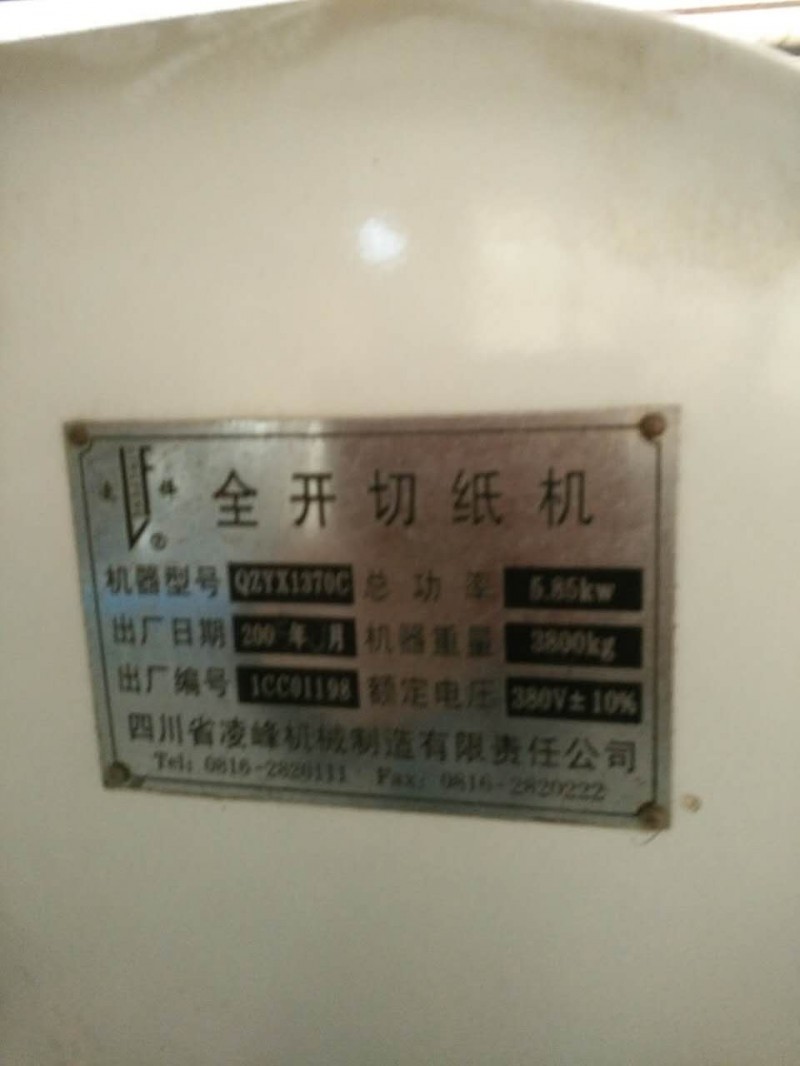 凌 峰
全开切纸机
机器型号 QZYX1370C 总功率 5.85kw
出厂日期 200 年 月 机器重量 3800kg
出厂编号 1CC01198 额定电压 380V±10%
四川省凌峰机械制造有限责任公司
Tel: 0816-2820111 Fax: 0816-2820222